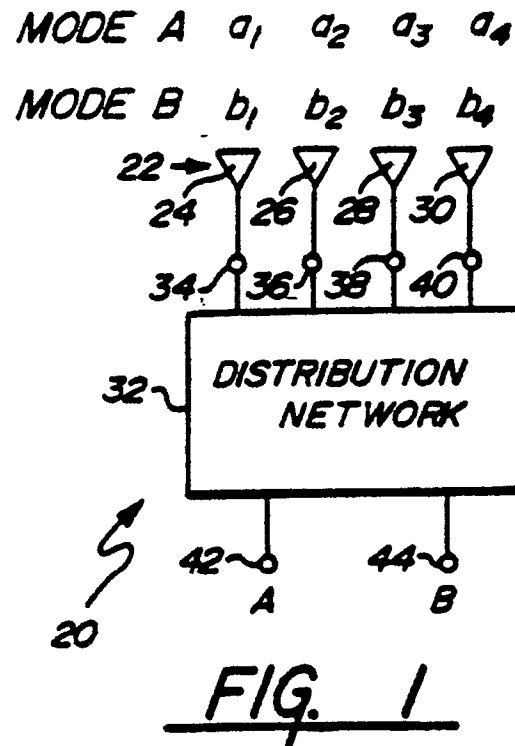 MODE A a1 a2 a3 a4
MODE B b1 b2 b3 b4
22
24 26 28 30
34 36 38 40
32 DISTRIBUTION
NETWORK
42 44
A B
20
FIG. 1